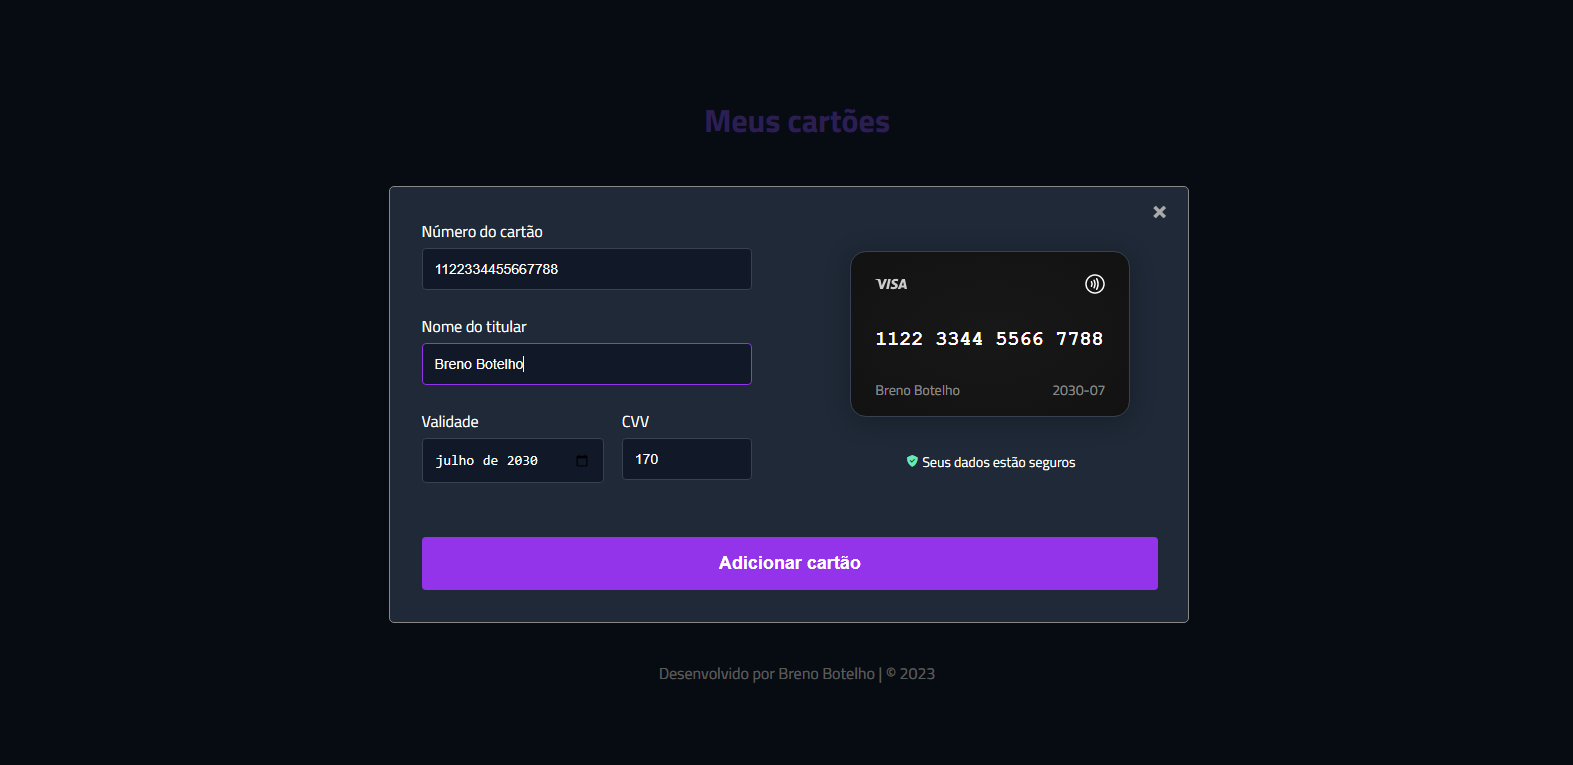 Meus cartões
Número do cartão
1122334455667788
Nome do titular
Breno Botelho
Validade
CVV
julho de 2030
170
VISA
1122 3344 5566 7788
Breno Botelho
2030-07
Seus dados estão seguros
Adicionar cartão
Desenvolvido por Breno Botelho | © 2023